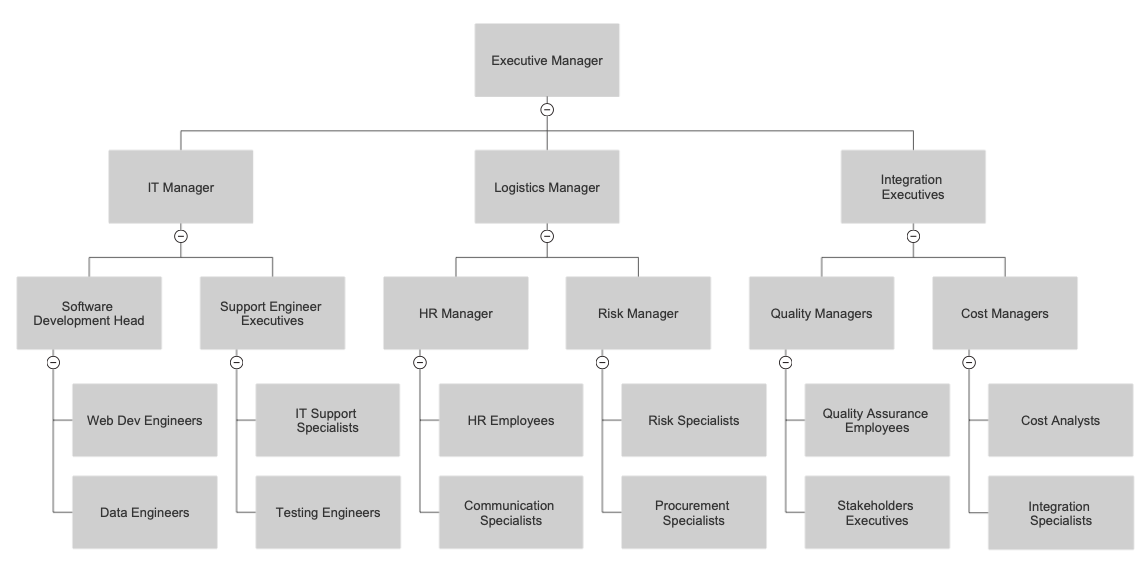 Executive Manager
IT Manager
Logistics Manager
Integration
Executives
Software
Development Head
Support Engineer
Executives
HR Manager
Risk Manager
Quality Managers
Cost Managers
Web Dev Engineers
IT Support
Specialists
HR Employees
Risk Specialists
Quality Assurance
Employees
Cost Analysts
Data Engineers
Testing Engineers
Communication
Specialists
Procurement
Specialists
Stakeholders
Executives
Integration
Specialists